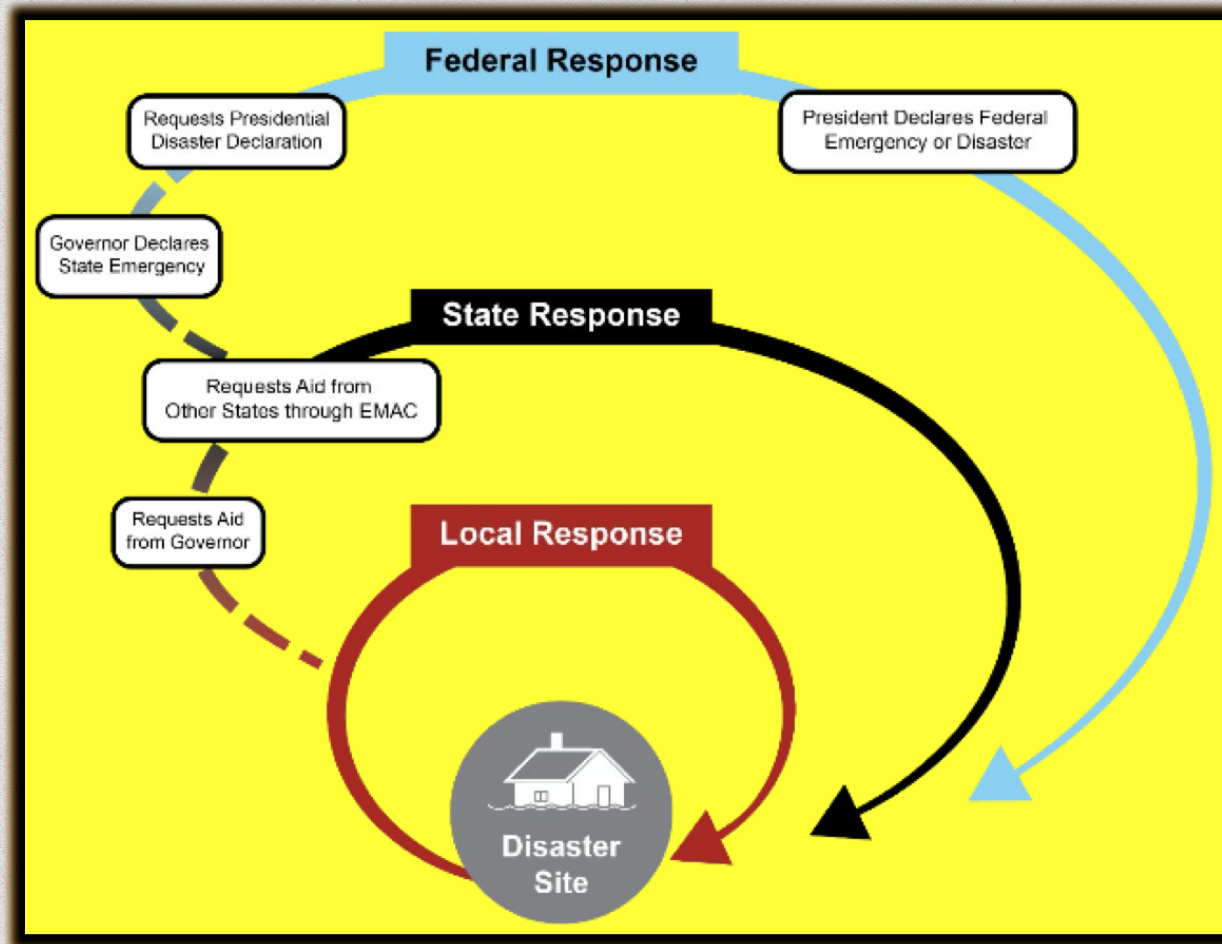 Federal Response
Requests Presidential
Disaster Declaration
President Declares Federal
Emergency or Disaster
Governor Declares
State Emergency
State Response
Requests Aid from
Other States through EMAC
Requests Aid
from Governor
Local Response
Disaster
Site